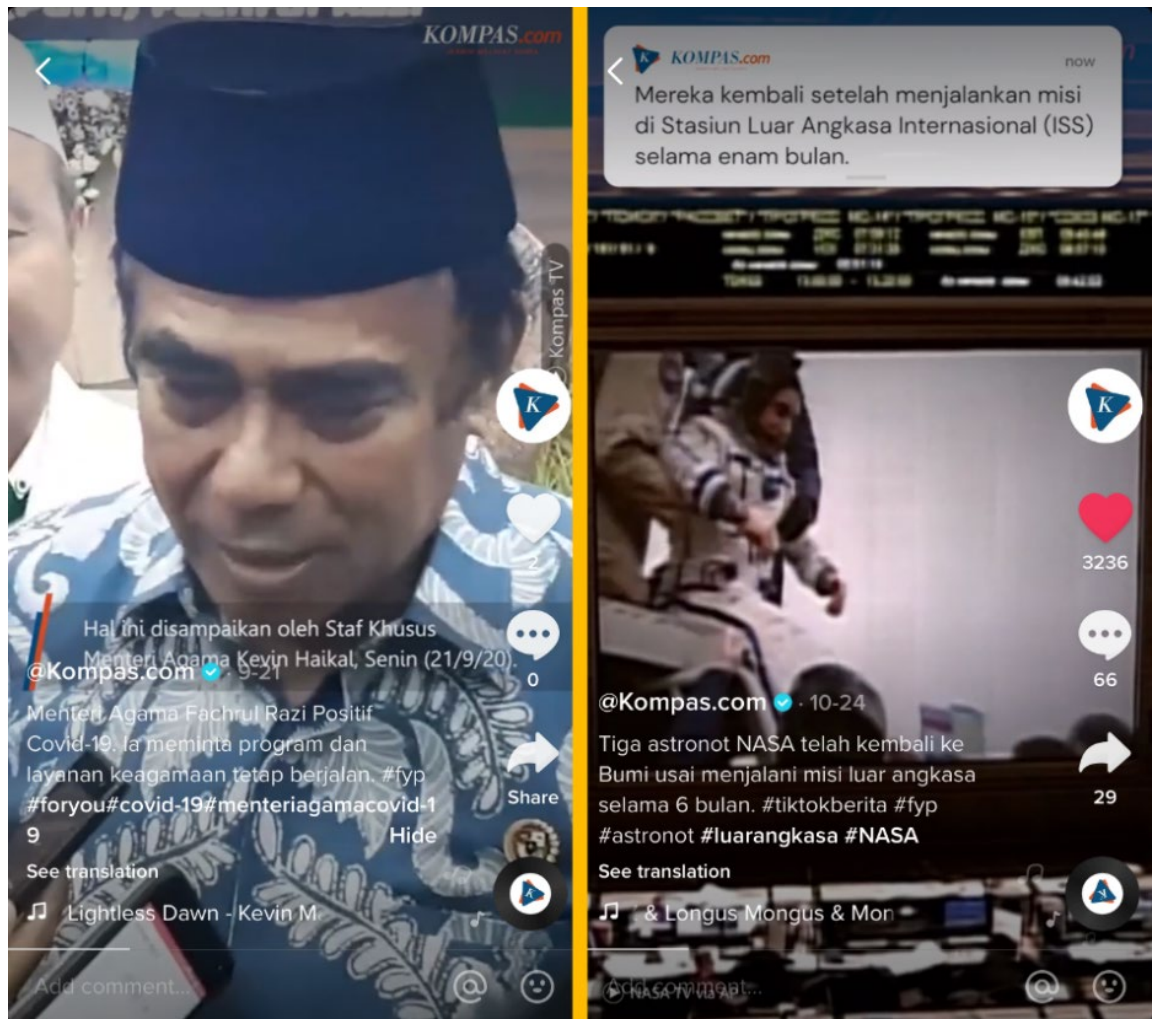 KOMPAS.com
Kompas TV
2
Hal ini disampaikan oleh Staf Khusus
Menteri Agama Kevin Haikal, Senin (21/9/20).
@Kompas.com · 9-21
0
Menteri Agama Fachrul Razi Positif
Covid-19. Ia meminta program dan
layanan keagamaan tetap berjalan. #fyp
#foryou#covid-19#menteriagamacovid-1
9 Hide
Share
See translation
Lightless Dawn - Kevin M
Add comment...
KOMPAS.com now
Mereka kembali setelah menjalankan misi
di Stasiun Luar Angkasa Internasional (ISS)
selama enam bulan.
K
3236
66
@Kompas.com · 10-24
Tiga astronot NASA telah kembali ke
Bumi usai menjalani misi luar angkasa
selama 6 bulan. #tiktokberita #fyp
#astronot #luarangkasa #NASA
29
See translation
& Longus Mongus & Mor
Add comment...
NASA TV via AP